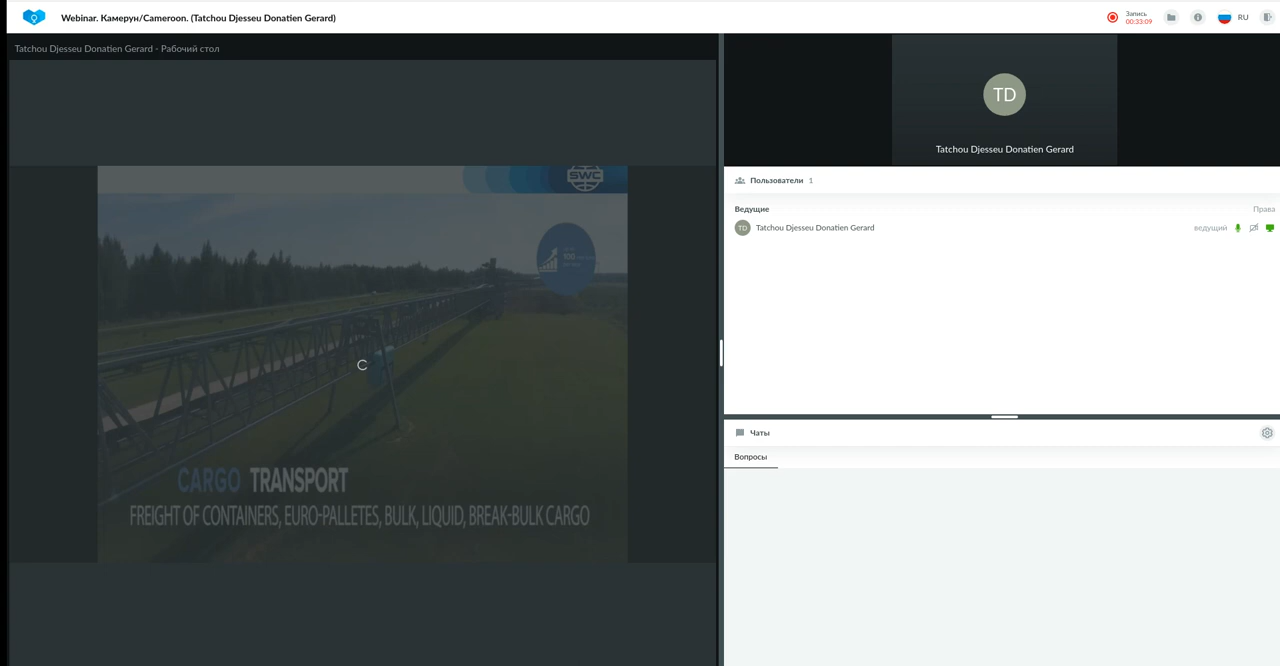 Webinar. Камерун/Cameroon. (Tatchou Djesseu Donatien Gerard)
Запись
00:33:09
RU
Tatchou Djesseu Donatien Gerard - Рабочий стол
TD
Tatchou Djesseu Donatien Gerard
Пользователи 1
Ведущие
Права
TD Tatchou Djesseu Donatien Gerard
ведущий
SWC
CARGO TRANSPORT
FREIGHT OF CONTAINERS, EURO-PALLETES, BULK, LIQUID, BREAK-BULK CARGO
Чаты
Вопросы